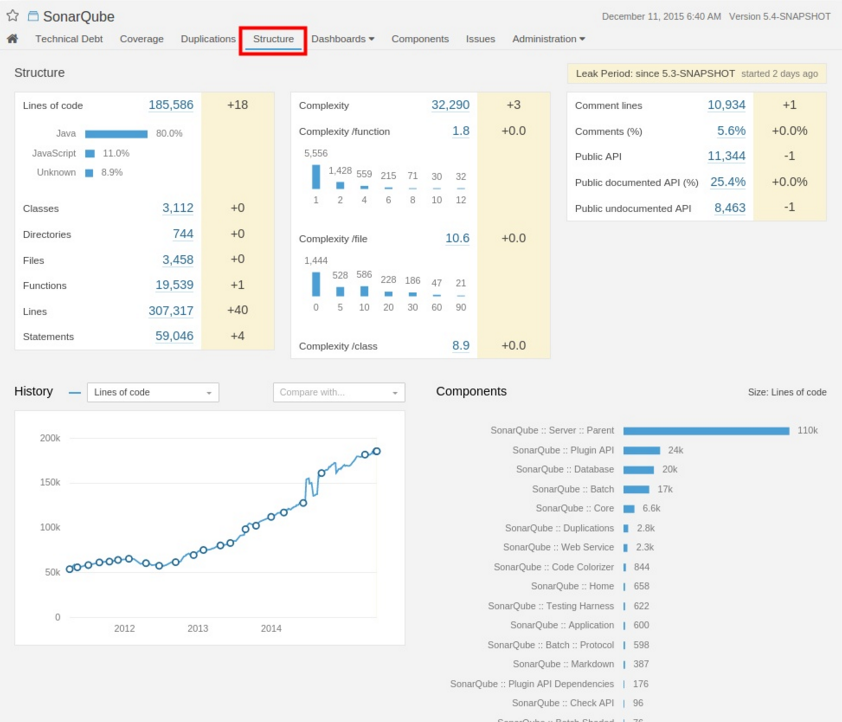 SonarQube
December 11, 2015 6:40 AM Version 5.4-SNAPSHOT
Technical Debt Coverage Duplications Structure Dashboards Components Issues Administration
Structure
Leak Period: since 5.3-SNAPSHOT started 2 days ago
Lines of code 185,586 +18
Java 80.0%
JavaScript 11.0%
Unknown 8.9%
Classes 3,112 +0
Directories 744 +0
Files 3,458 +0
Functions 19,539 +1
Lines 307,317 +40
Statements 59,046 +4
Complexity 32,290 +3
Complexity /function 1.8 +0.0
5,556 1,428 559 215 71 30 32
1 2 4 6 8 10 12
Complexity /file 10.6 +0.0
1,444 528 586 228 186 47 21
0 5 10 20 30 60 90
Complexity /class 8.9 +0.0
Comment lines 10,934 +1
Comments (%) 5.6% +0.0%
Public API 11,344 -1
Public documented API (%) 25.4% +0.0%
Public undocumented API 8,463 -1
History Lines of code Compare with...
200k
150k
100k
50k
0
2012 2013 2014
Components Size: Lines of code
SonarQube :: Server :: Parent 110k
SonarQube :: Plugin API 24k
SonarQube :: Database 20k
SonarQube :: Batch 17k
SonarQube :: Core 6.6k
SonarQube :: Duplications 2.8k
SonarQube :: Web Service 2.3k
SonarQube :: Code Colorizer 844
SonarQube :: Home 658
SonarQube :: Testing Harness 622
SonarQube :: Application 600
SonarQube :: Batch :: Protocol 598
SonarQube :: Markdown 387
SonarQube :: Plugin API Dependencies 176
SonarQube :: Check API 96
SonarQube :: Batch Shaded 76